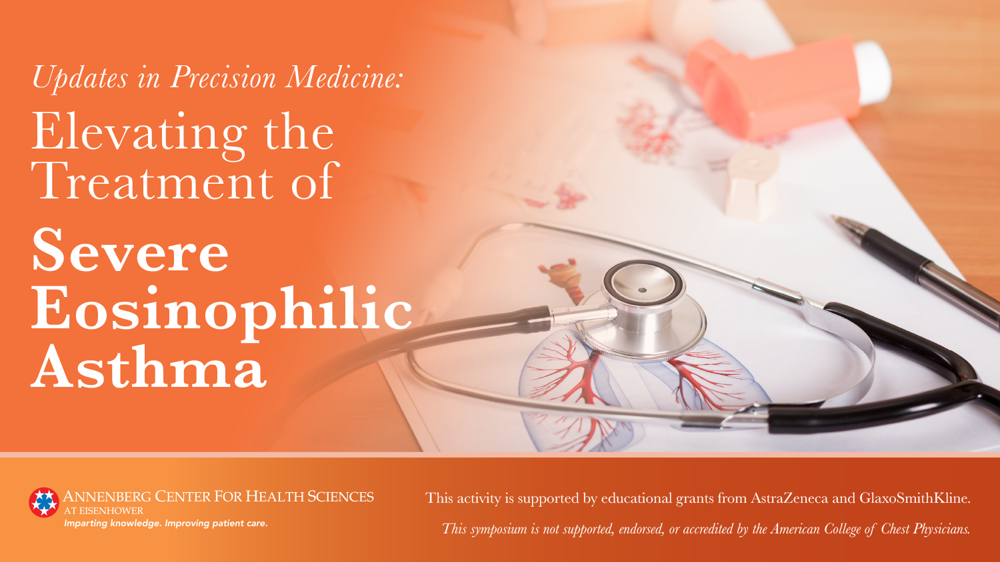 Updates in Precision Medicine:
Elevating the
Treatment of
Severe
Eosinophilic
Asthma
ANNENBERG CENTER FOR HEALTH SCIENCES
AT EISENHOWER
Imparting knowledge. Improving patient care.
This activity is supported by educational grants from AstraZeneca and GlaxoSmithKline.
This symposium is not supported, endorsed, or accredited by the American College of Chest Physicians.